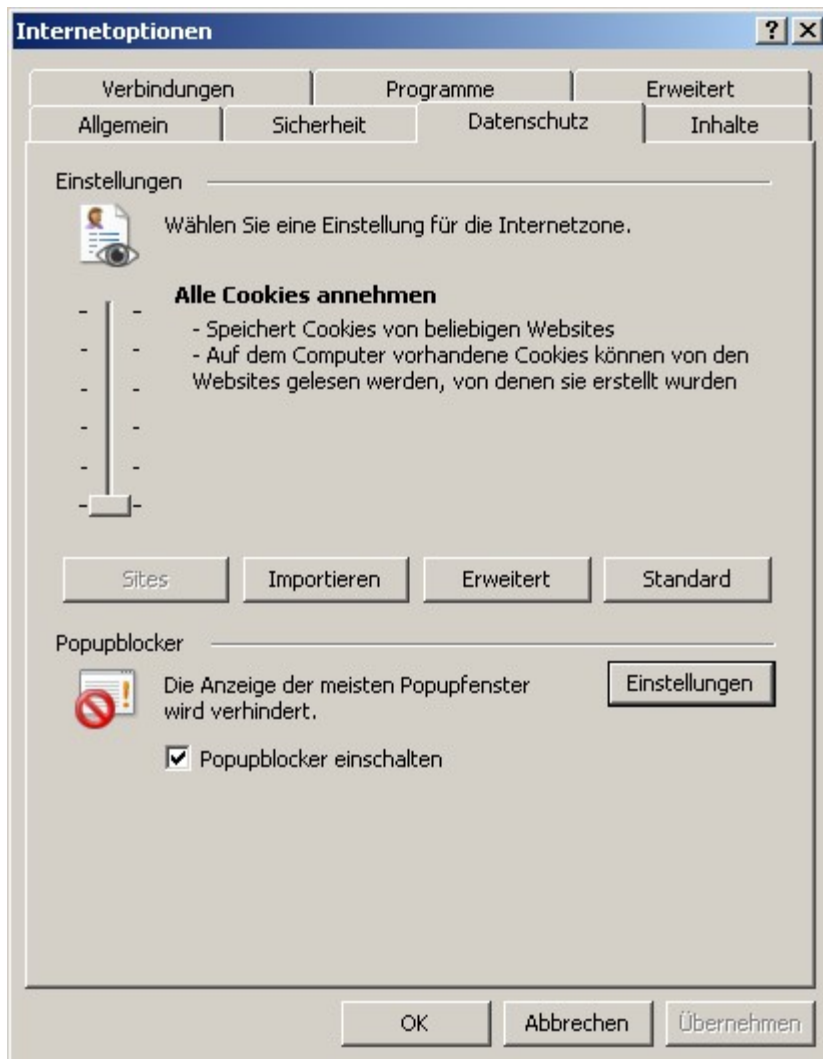 Internetoptionen
Verbindungen Programme Erweitert
Allgemein Sicherheit Datenschutz Inhalte
Einstellungen
Wählen Sie eine Einstellung für die Internetzone.
Alle Cookies annehmen
- Speichert Cookies von beliebigen Websites
- Auf dem Computer vorhandene Cookies können von den
Websites gelesen werden, von denen sie erstellt wurden
Sites Importieren Erweitert Standard
Popupblocker
Die Anzeige der meisten Popupfenster
wird verhindert.
Einstellungen
Popupblocker einschalten
OK Abbrechen Übernehmen